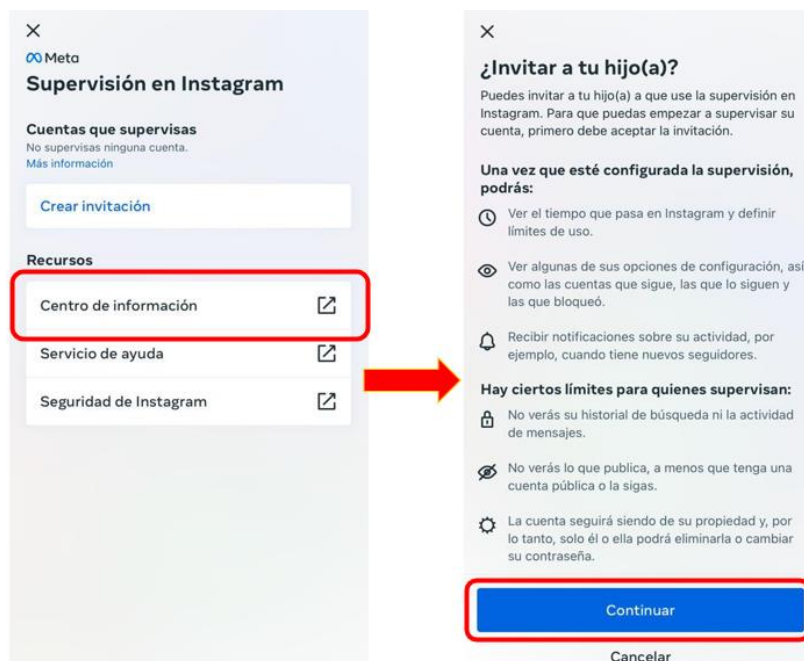 Meta
Supervisión en Instagram
Cuentas que supervisas
No supervisas ninguna cuenta.
Más información
Crear invitación
Recursos
Centro de información
Servicio de ayuda
Seguridad de Instagram
¿Invitar a tu hijo(a)?
Puedes invitar a tu hijo(a) a que use la supervisión en
Instagram. Para que puedas empezar a supervisar su
cuenta, primero debe aceptar la invitación.
Una vez que esté configurada la supervisión,
podrás:
Ver el tiempo que pasa en Instagram y definir
límites de uso.
Ver algunas de sus opciones de configuración, así
como las cuentas que sigue, las que lo siguen y
las que bloqueó.
Recibir notificaciones sobre su actividad, por
ejemplo, cuando tiene nuevos seguidores.
Hay ciertos límites para quienes supervisan:
No verás su historial de búsqueda ni la actividad
de mensajes.
No verás lo que publica, a menos que tenga una
cuenta pública o la sigas.
La cuenta seguirá siendo de su propiedad y, por
lo tanto, solo él o ella podrá eliminarla o cambiar
su contraseña.
Continuar
Cancelar